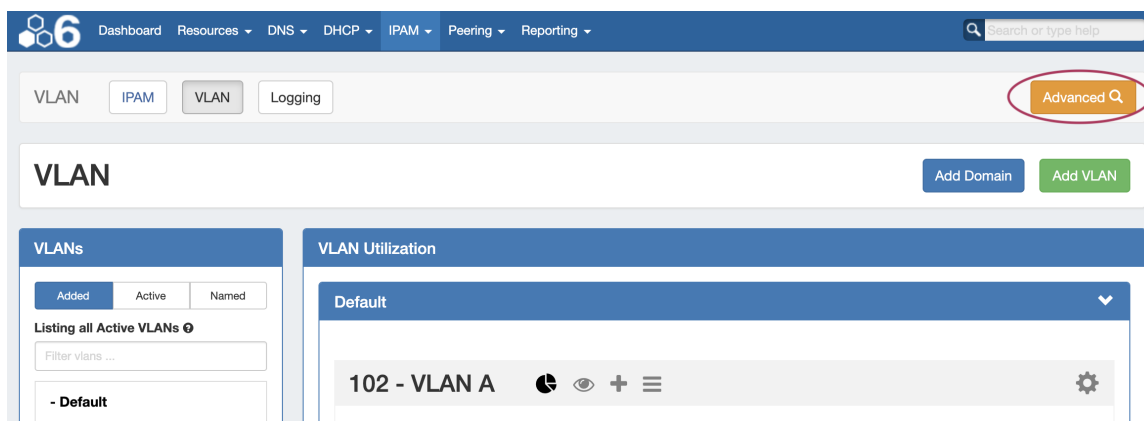 6 Dashboard Resources DNS DHCP IPAM Peering Reporting Search or type help
VLAN IPAM VLAN Logging Advanced
VLAN Add Domain Add VLAN
VLANs
Added Active Named
Listing all Active VLANs
Filter vlans ...
- Default
VLAN Utilization
Default
102 - VLAN A